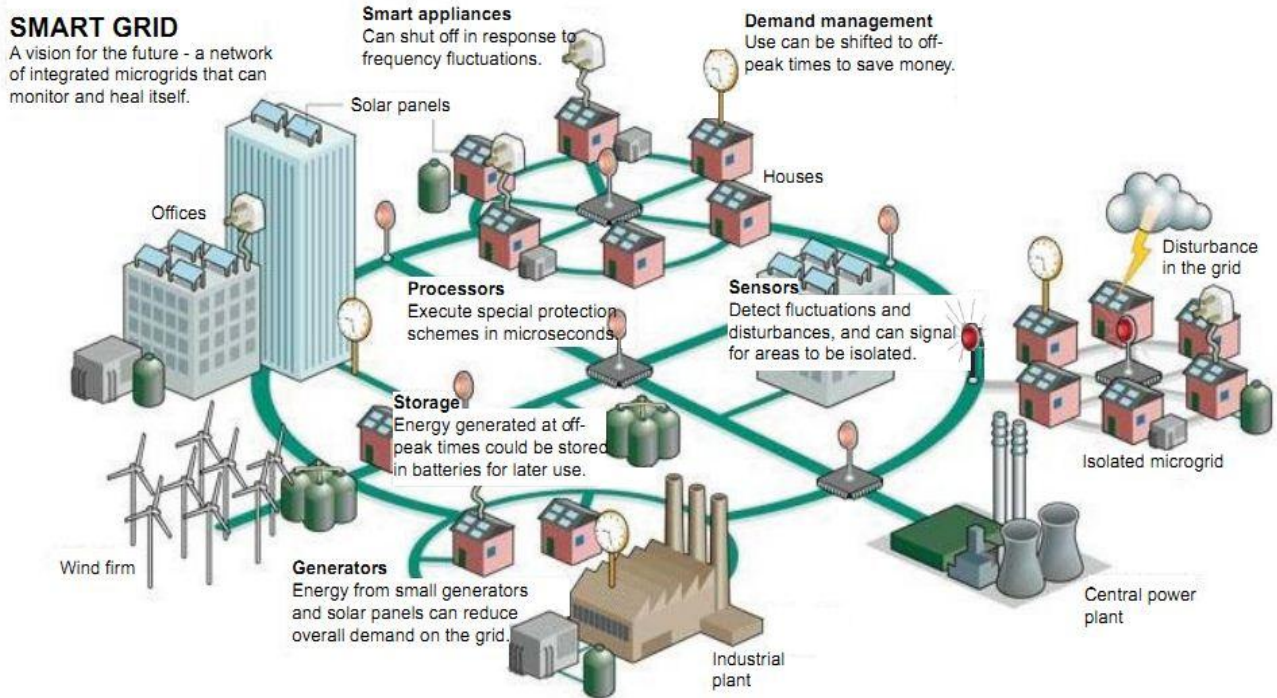 SMART GRID
A vision for the future - a network
of integrated microgrids that can
monitor and heal itself.
Smart appliances
Can shut off in response to
frequency fluctuations.
Demand management
Use can be shifted to off-
peak times to save money.
Solar panels
Houses
Offices
Disturbance
in the grid
Processors
Execute special protection
schemes in microseconds.
Sensors
Detect fluctuations and
disturbances, and can signal
for areas to be isolated.
Storage
Energy generated at off-
peak times could be stored
in batteries for later use.
Isolated microgrid
Wind firm
Generators
Energy from small generators
and solar panels can reduce
overall demand on the grid.
Central power
plant
Industrial
plant